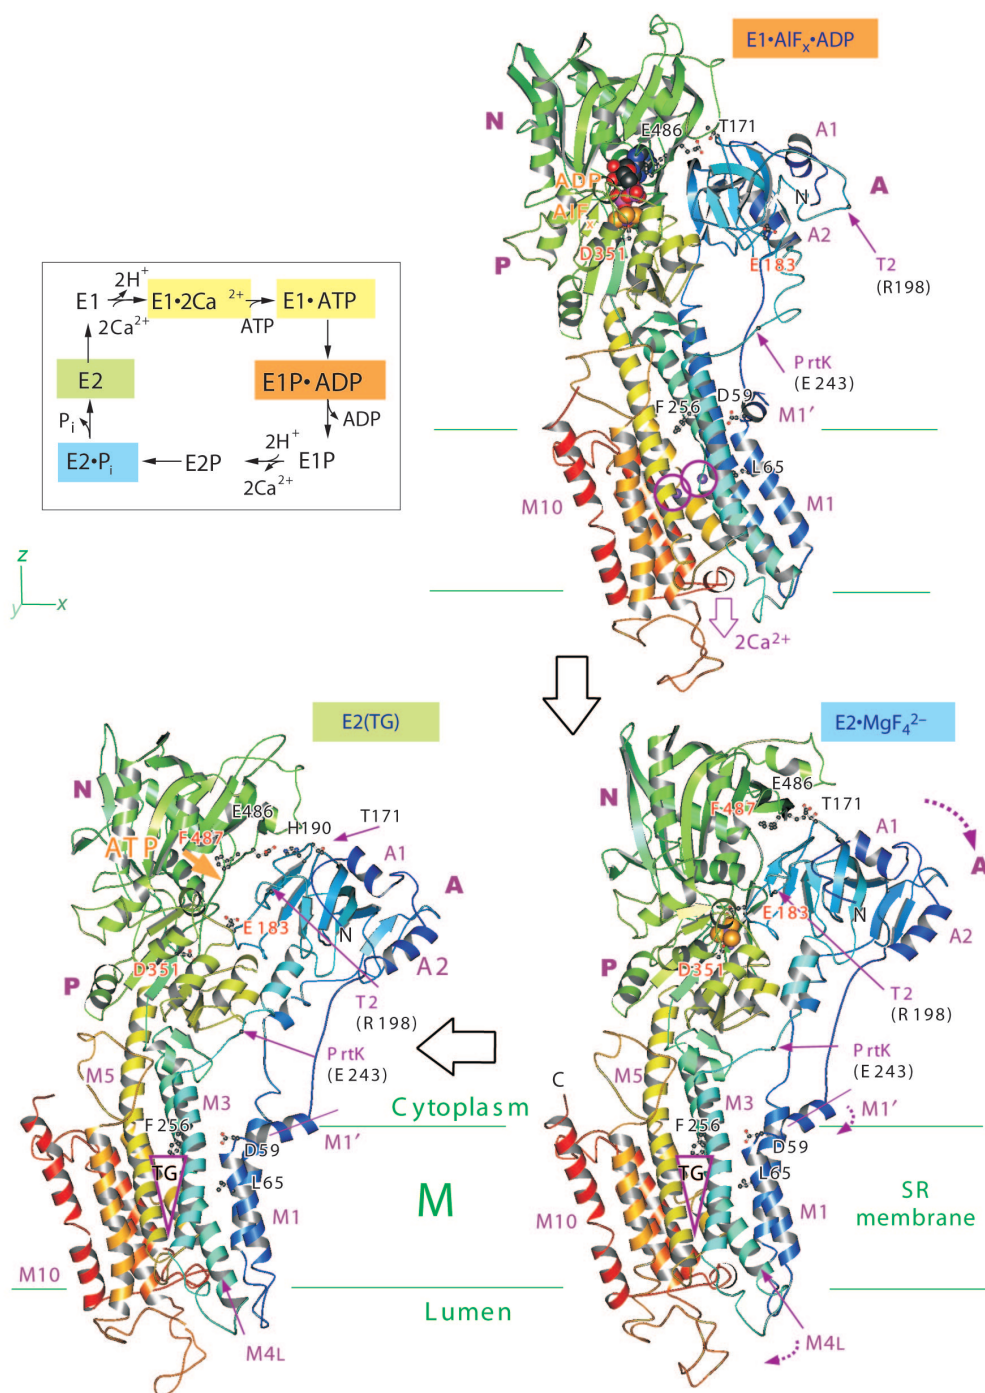 E1•AlFx•ADP
N
E486
T171
A1
A
ADP
N
AlFx
A2
D351
E183
P
T2
(R198)
PrtK
(E243)
D59
F256
M1′
L65
M10
M1
2Ca2+
E1
2H+
E1•2Ca 2+
E1•ATP
2Ca2+
ATP
E2
E1P•ADP
Pi
ADP
E2•Pi
E2P
2H+
E1P
2Ca2+
z
y
x
E2(TG)
N
E486
T171
F487
H190
ATP
A1
A
E183
N
D351
A2
P
T2
(R198)
PrtK
(E243)
M5
M3
Cytoplasm
F256
M1′
D59
TG
L65
M
M1
M10
Lumen
M4L
E2•MgF42−
N
E486
F487
T171
A1
A
E183
N
A2
D351
P
T2
(R198)
PrtK
(E243)
M5
C
M3
M1′
F256
D59
TG
L65
SR
membrane
M10
M1
M4L